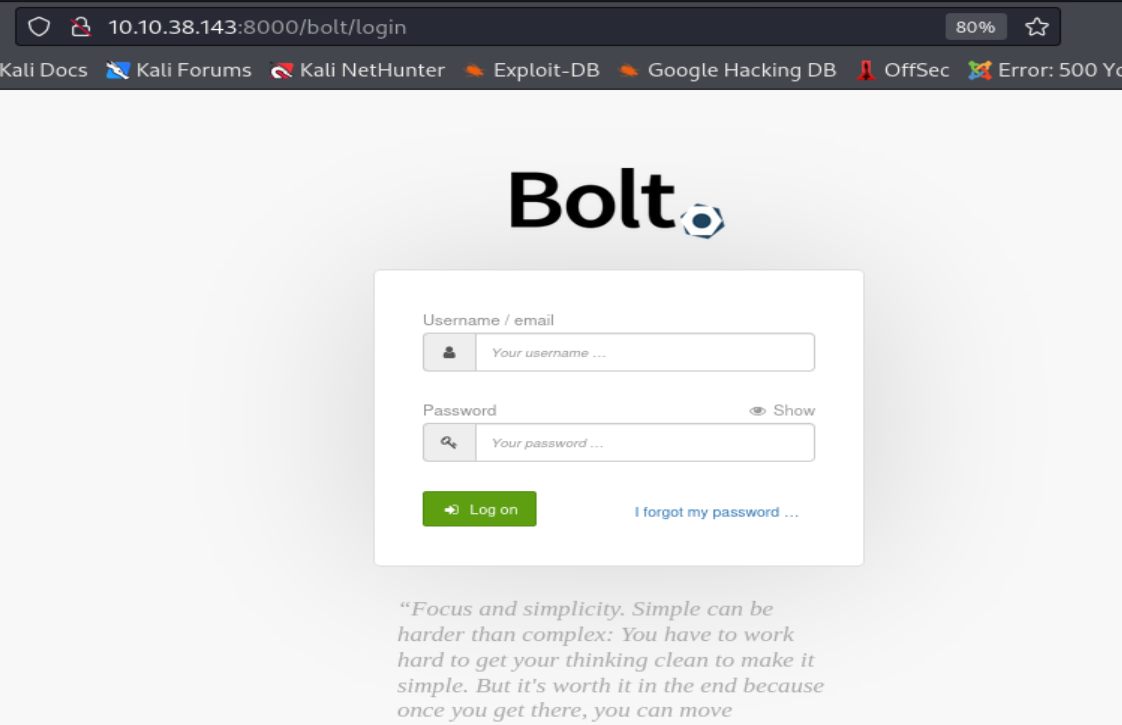 10.10.38.143:8000/bolt/login 80%
Kali Docs Kali Forums Kali NetHunter Exploit-DB Google Hacking DB OffSec Error: 500 Yo
Bolt
Username / email
Your username ...
Password Show
Your password ...
Log on I forgot my password ...
“Focus and simplicity. Simple can be
harder than complex: You have to work
hard to get your thinking clean to make it
simple. But it's worth it in the end because
once you get there, you can move